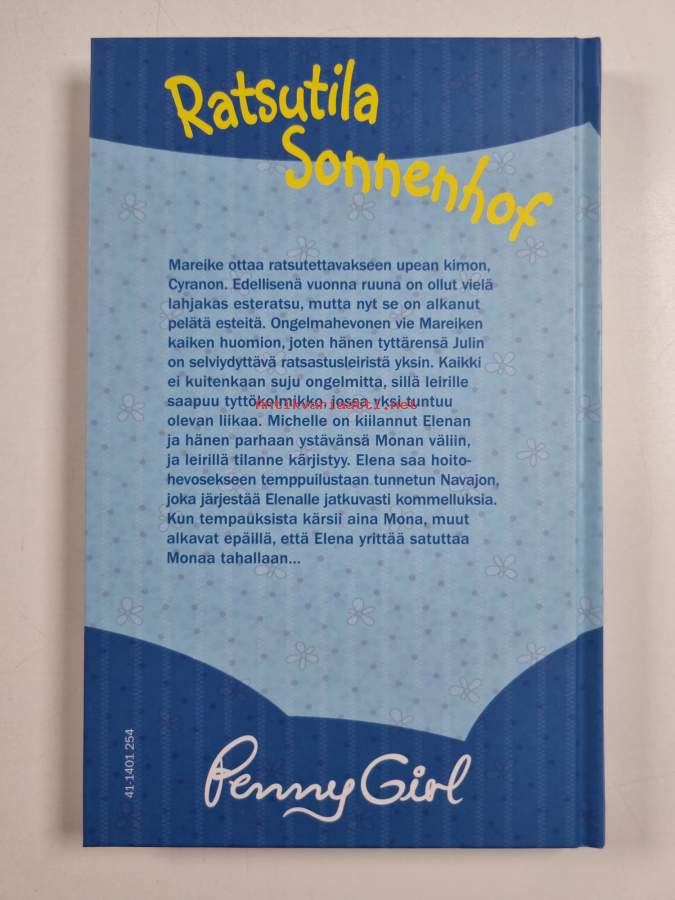 Ratsutila
Sonnenhof
Mareike ottaa ratsutettavakseen upean kimon,
Cyranon. Edellisenä vuonna ruuna on ollut vielä
lahjakas esteratsu, mutta nyt se on alkanut
pelätä esteitä. Ongelmahevonen vie Mareiken
kaiken huomion, joten hänen tyttärensä Julin
on selviydyttävä ratsastusleiristä yksin. Kaikki
ei kuitenkaan suju ongelmitta, sillä leirille
saapuu tyttökolmikko, jossa yksi tuntuu
Antikvariaatti.net
olevan liikaa. Michelle on kiilannut Elenan
ja hänen parhaan ystävänsä Monan väliin,
ja leirillä tilanne kärjistyy. Elena saa hoito-
hevosekseen temppuilustaan tunnetun Navajon,
joka järjestää Elenalle jatkuvasti kommelluksia.
Kun tempauksista kärsii aina Mona, muut
alkavat epäillä, että Elena yrittää satuttaa
Monaa tahallaan...
41-1401 254
Penny Girl